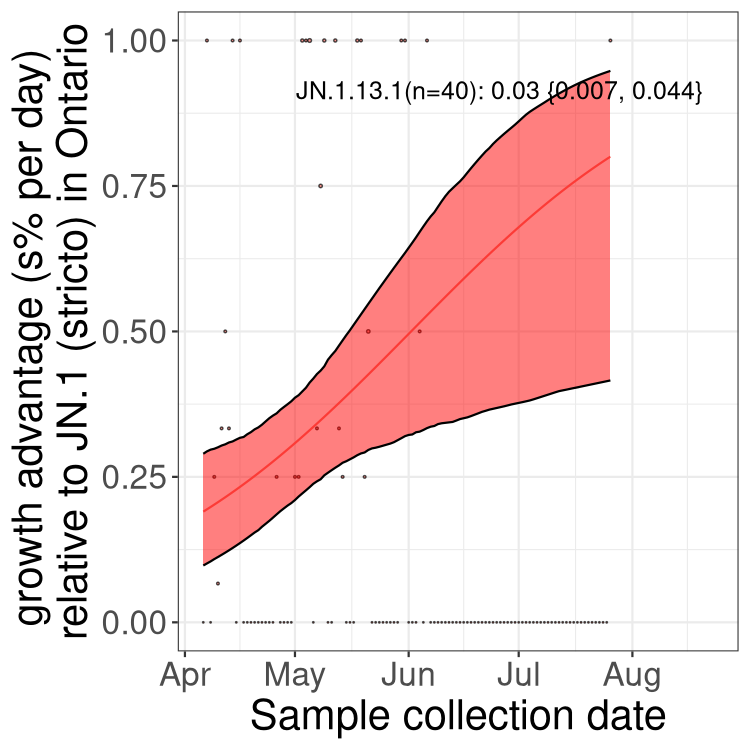 growth advantage (s% per day)
relative to JN.1 (stricto) in Ontario
1.00
0.75
0.50
0.25
0.00
JN.1.13.1(n=40): 0.03 {0.007, 0.044}
Apr May Jun Jul Aug
Sample collection date